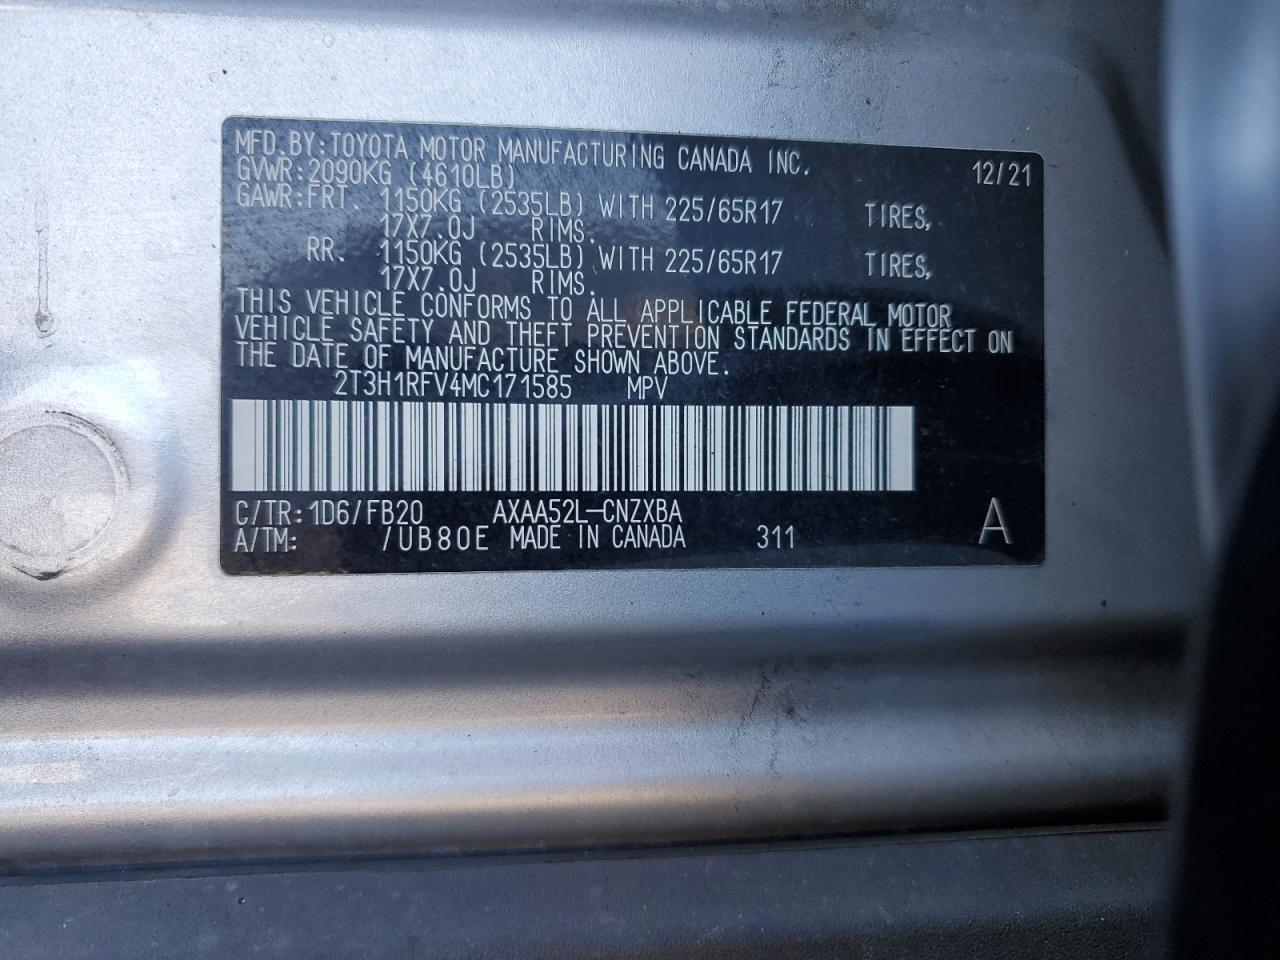 MFD.BY:TOYOTA MOTOR MANUFACTURING CANADA INC.
GVWR:2090KG (4610LB) 12/21
GAWR:FRT. 1150KG (2535LB) WITH 225/65R17 TIRES,
17X7.0J RIMS.
RR. 1150KG (2535LB) WITH 225/65R17 TIRES,
17X7.0J RIMS.
THIS VEHICLE CONFORMS TO ALL APPLICABLE FEDERAL MOTOR
VEHICLE SAFETY AND THEFT PREVENTION STANDARDS IN EFFECT ON
THE DATE OF MANUFACTURE SHOWN ABOVE.
2T3H1RFV4MC171585 MPV
C/TR:1D6/FB20 AXAA52L-CNZXBA A
A/TM: /UB80E MADE IN CANADA 311